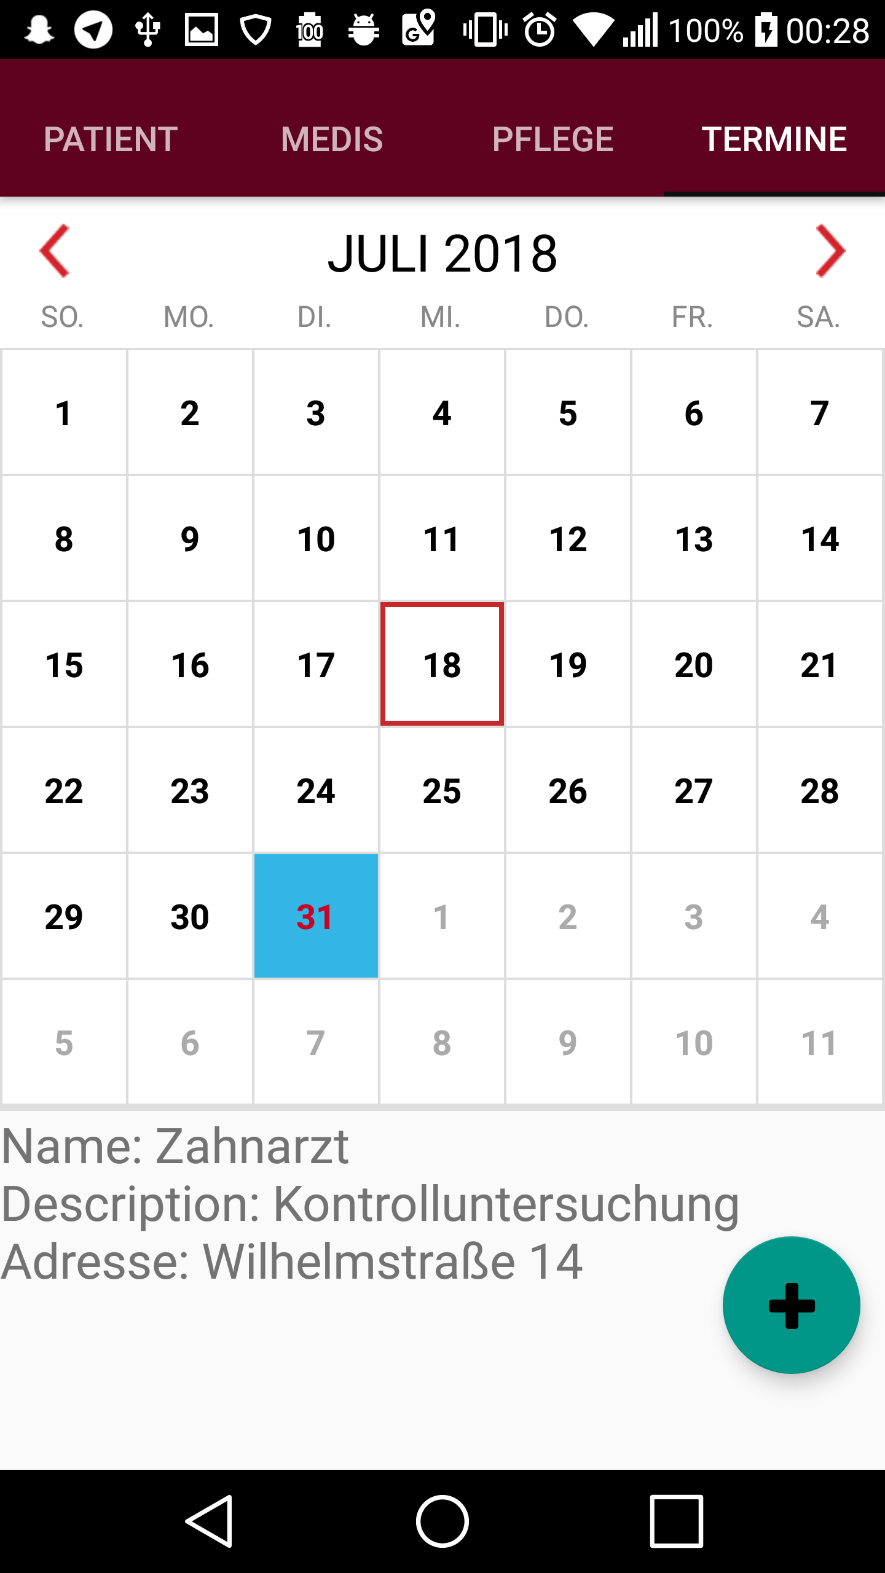 100 G 100% 00:28
PATIENT MEDIS PFLEGE TERMINE
JULI 2018
SO. MO. DI. MI. DO. FR. SA.
1 2 3 4 5 6 7
8 9 10 11 12 13 14
15 16 17 18 19 20 21
22 23 24 25 26 27 28
29 30 31 1 2 3 4
5 6 7 8 9 10 11
Name: Zahnarzt
Description: Kontrolluntersuchung
Adresse: Wilhelmstraße 14